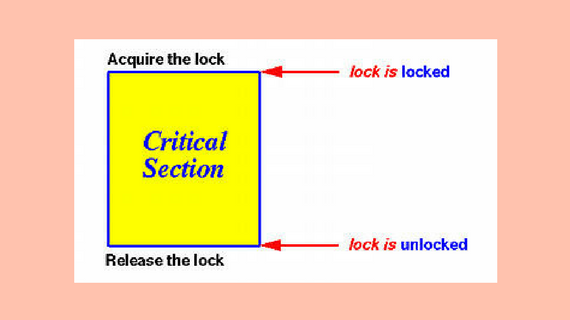 Acquire the lock
lock is locked
Critical
Section
lock is unlocked
Release the lock